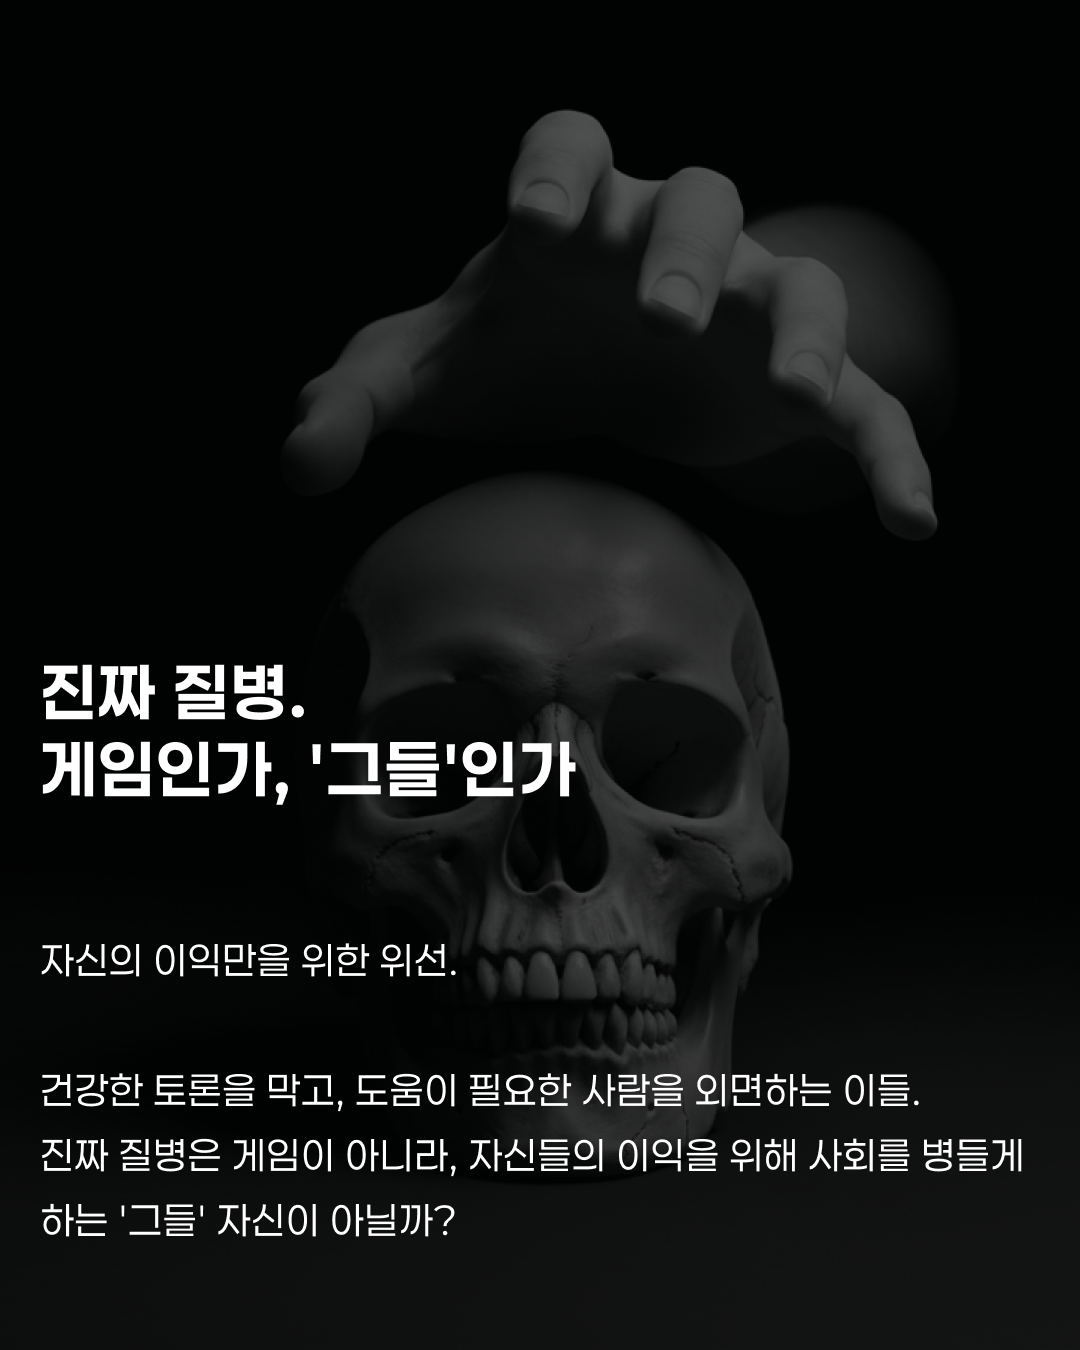 진짜 질병.
게임인가, '그들'인가
자신의 이익만을 위한 위선.
건강한 토론을 막고, 도움이 필요한 사람을 외면하는 이들.
진짜 질병은 게임이 아니라, 자신들의 이익을 위해 사회를 병들게
하는 '그들' 자신이 아닐까?